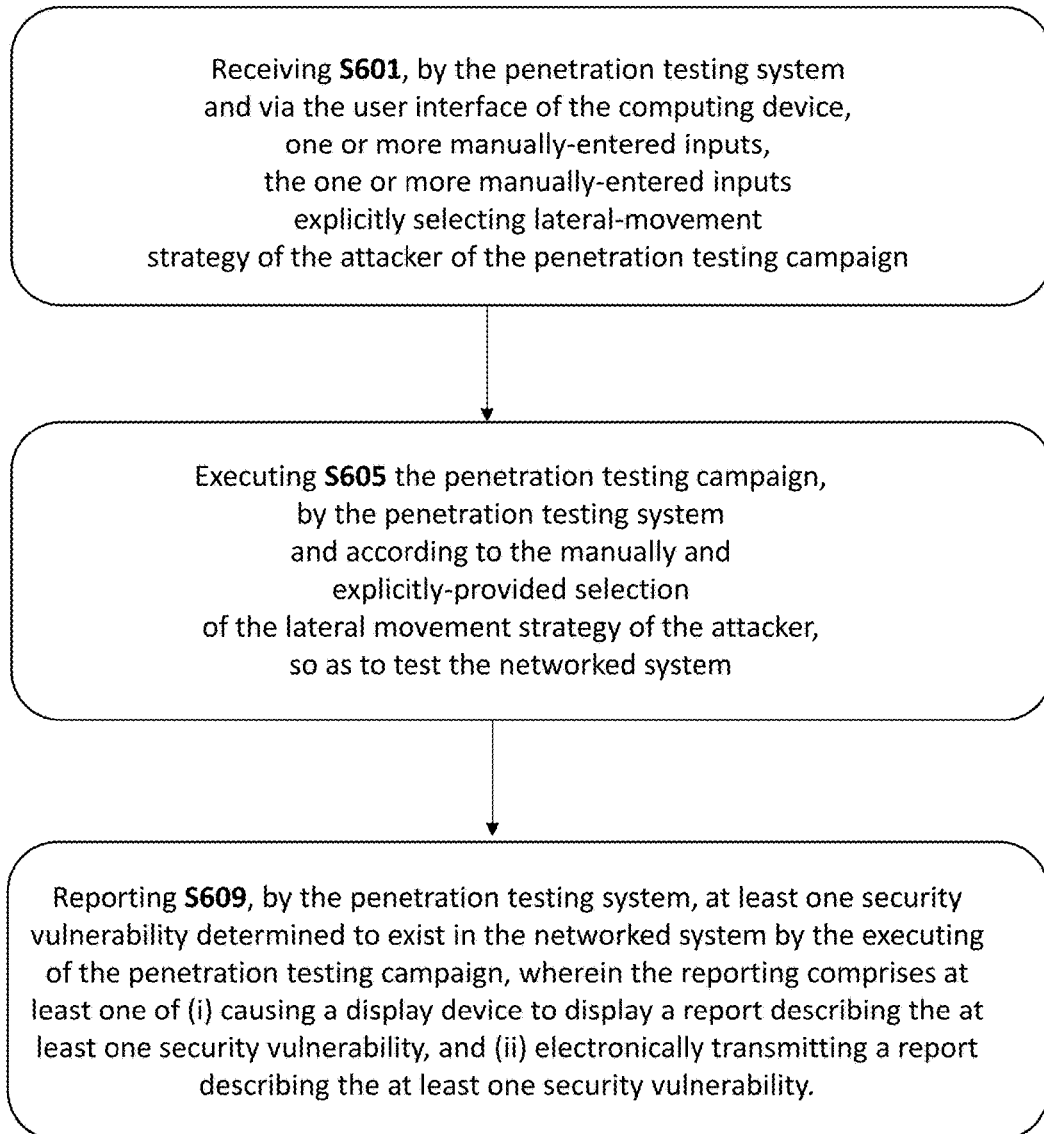 Receiving S601, by the penetration testing system
and via the user interface of the computing device,
one or more manually-entered inputs,
the one or more manually-entered inputs
explicitly selecting lateral-movement
strategy of the attacker of the penetration testing campaign
Executing S605 the penetration testing campaign,
by the penetration testing system
and according to the manually and
explicitly-provided selection
of the lateral movement strategy of the attacker,
so as to test the networked system
Reporting S609, by the penetration testing system, at least one security
vulnerability determined to exist in the networked system by the executing
of the penetration testing campaign, wherein the reporting comprises at
least one of (i) causing a display device to display a report describing the at
least one security vulnerability, and (ii) electronically transmitting a report
describing the at least one security vulnerability.